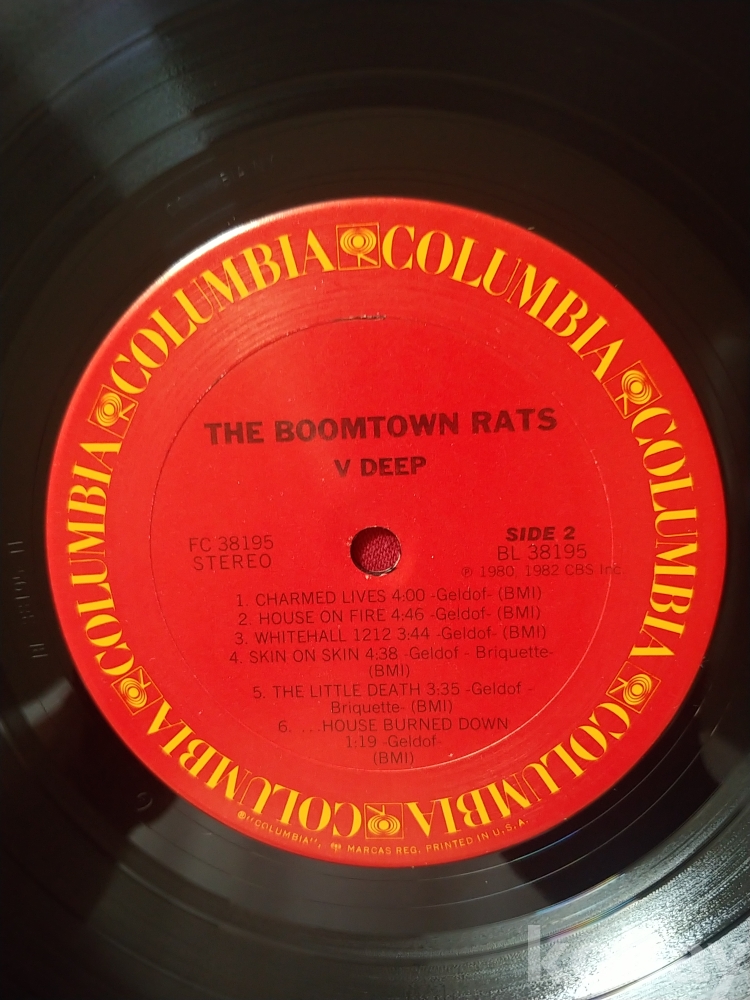 COLUMBIA COLUMBIA COLUMBIA COLUMBIA COLUMBIA COLUMBIA
THE BOOMTOWN RATS
V DEEP
FC 38195
STEREO
SIDE 2
BL 38195
℗ 1980, 1982 CBS Inc.
1. CHARMED LIVES 4:00 -Geldof- (BMI)
2. HOUSE ON FIRE 4:46 -Geldof- (BMI)
3. WHITEHALL 1212 3:44 -Geldof- (BMI)
4. SKIN ON SKIN 4:38 -Geldof - Briquette-
(BMI)
5. THE LITTLE DEATH 3:35 -Geldof -
Briquette- (BMI)
6. ...HOUSE BURNED DOWN
1:19 -Geldof-
(BMI)
®"COLUMBIA", MARCAS REG. PRINTED IN U.S.A.